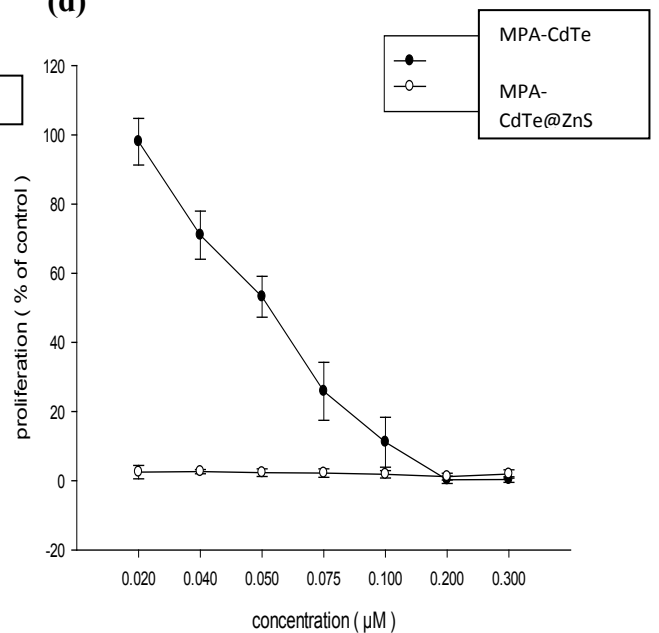 (d)
MPA-CdTe
MPA-
CdTe@ZnS
120
100
80
60
40
20
0
-20
proliferation ( % of control )
0.020 0.040 0.050 0.075 0.100 0.200 0.300
concentration ( µM )